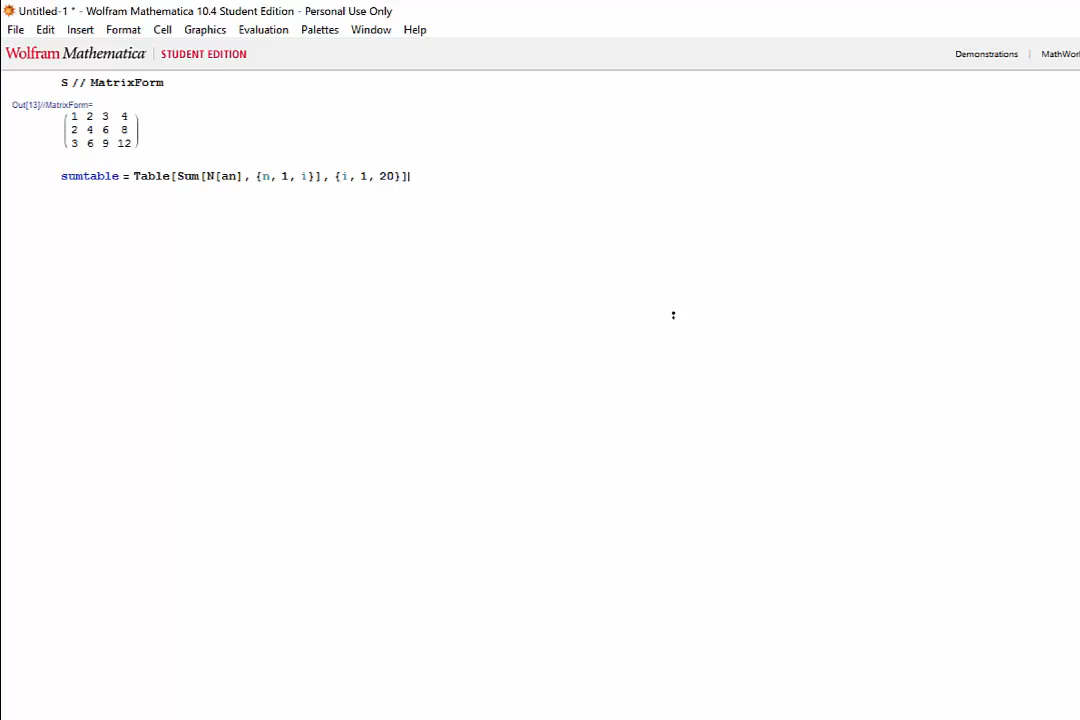 Untitled-1 * - Wolfram Mathematica 10.4 Student Edition - Personal Use Only
File Edit Insert Format Cell Graphics Evaluation Palettes Window Help
Wolfram Mathematica | STUDENT EDITION Demonstrations | MathWor
S // MatrixForm
Out[13]//MatrixForm=
1 2 3 4
2 4 6 8
3 6 9 12
sumtable = Table[Sum[N[an], {n, 1, i}], {i, 1, 20}]